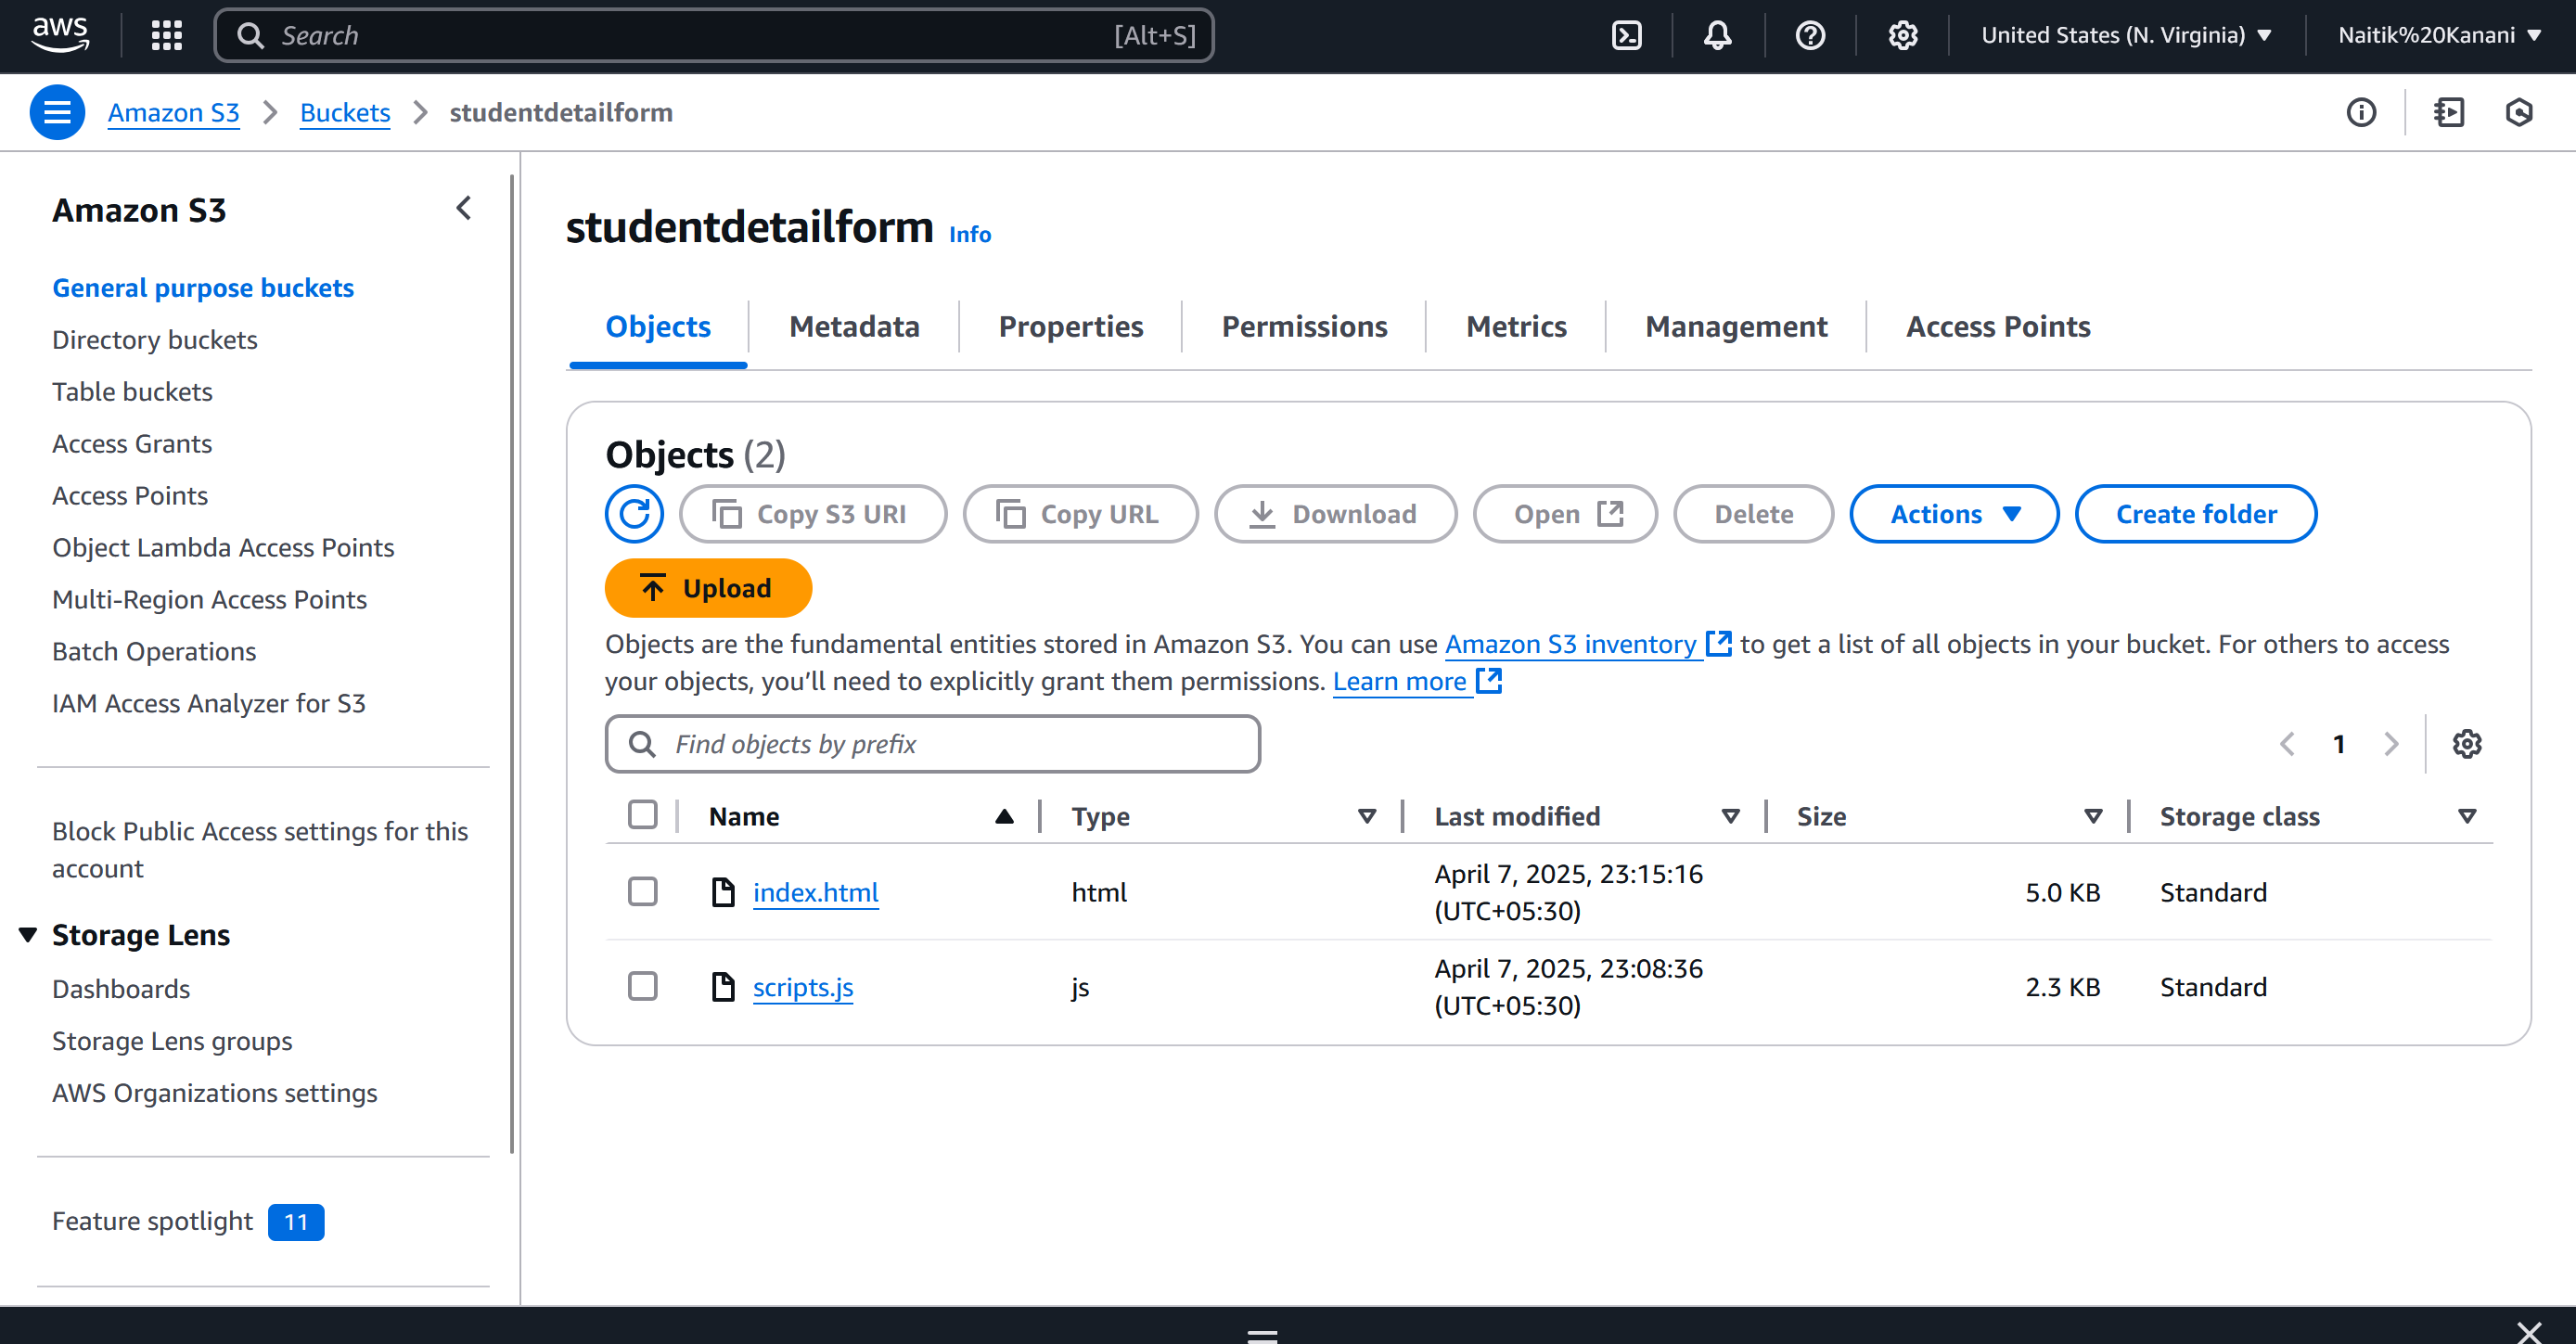 aws
Search [Alt+S]
United States (N. Virginia)
Naitik%20Kanani
Amazon S3
Buckets
studentdetailform
Amazon S3
General purpose buckets
Directory buckets
Table buckets
Access Grants
Access Points
Object Lambda Access Points
Multi-Region Access Points
Batch Operations
IAM Access Analyzer for S3
Block Public Access settings for this
account
Storage Lens
Dashboards
Storage Lens groups
AWS Organizations settings
Feature spotlight 11
studentdetailform Info
Objects Metadata Properties Permissions Metrics Management Access Points
Objects (2)
Copy S3 URI Copy URL Download Open Delete Actions Create folder
Upload
Objects are the fundamental entities stored in Amazon S3. You can use Amazon S3 inventory to get a list of all objects in your bucket. For others to access
your objects, you’ll need to explicitly grant them permissions. Learn more
Find objects by prefix
1
Name Type Last modified Size Storage class
index.html html April 7, 2025, 23:15:16 5.0 KB Standard
(UTC+05:30)
scripts.js js April 7, 2025, 23:08:36 2.3 KB Standard
(UTC+05:30)